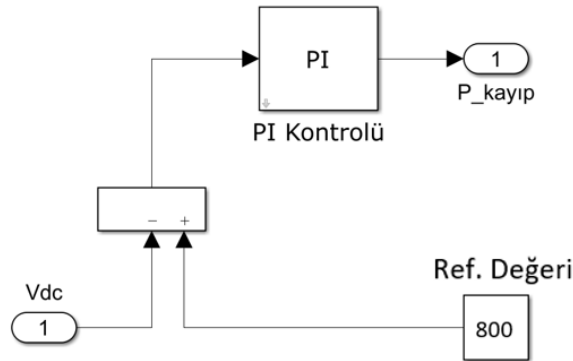 PI
1
P_kayıp
PI Kontrolü
− +
Ref. Değeri
Vdc
1
800